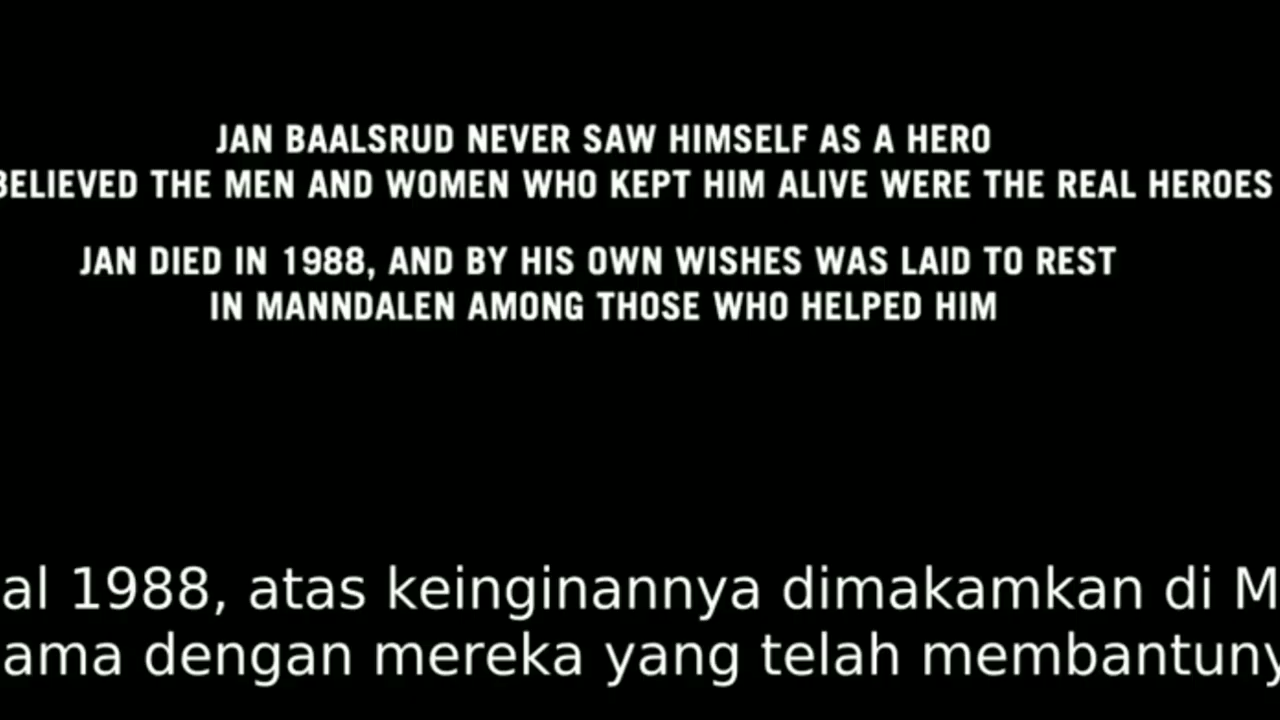 JAN BAALSRUD NEVER SAW HIMSELF AS A HERO
BELIEVED THE MEN AND WOMEN WHO KEPT HIM ALIVE WERE THE REAL HEROES
JAN DIED IN 1988, AND BY HIS OWN WISHES WAS LAID TO REST
IN MANNDALEN AMONG THOSE WHO HELPED HIM
al 1988, atas keinginannya dimakamkan di M
ama dengan mereka yang telah membantuny